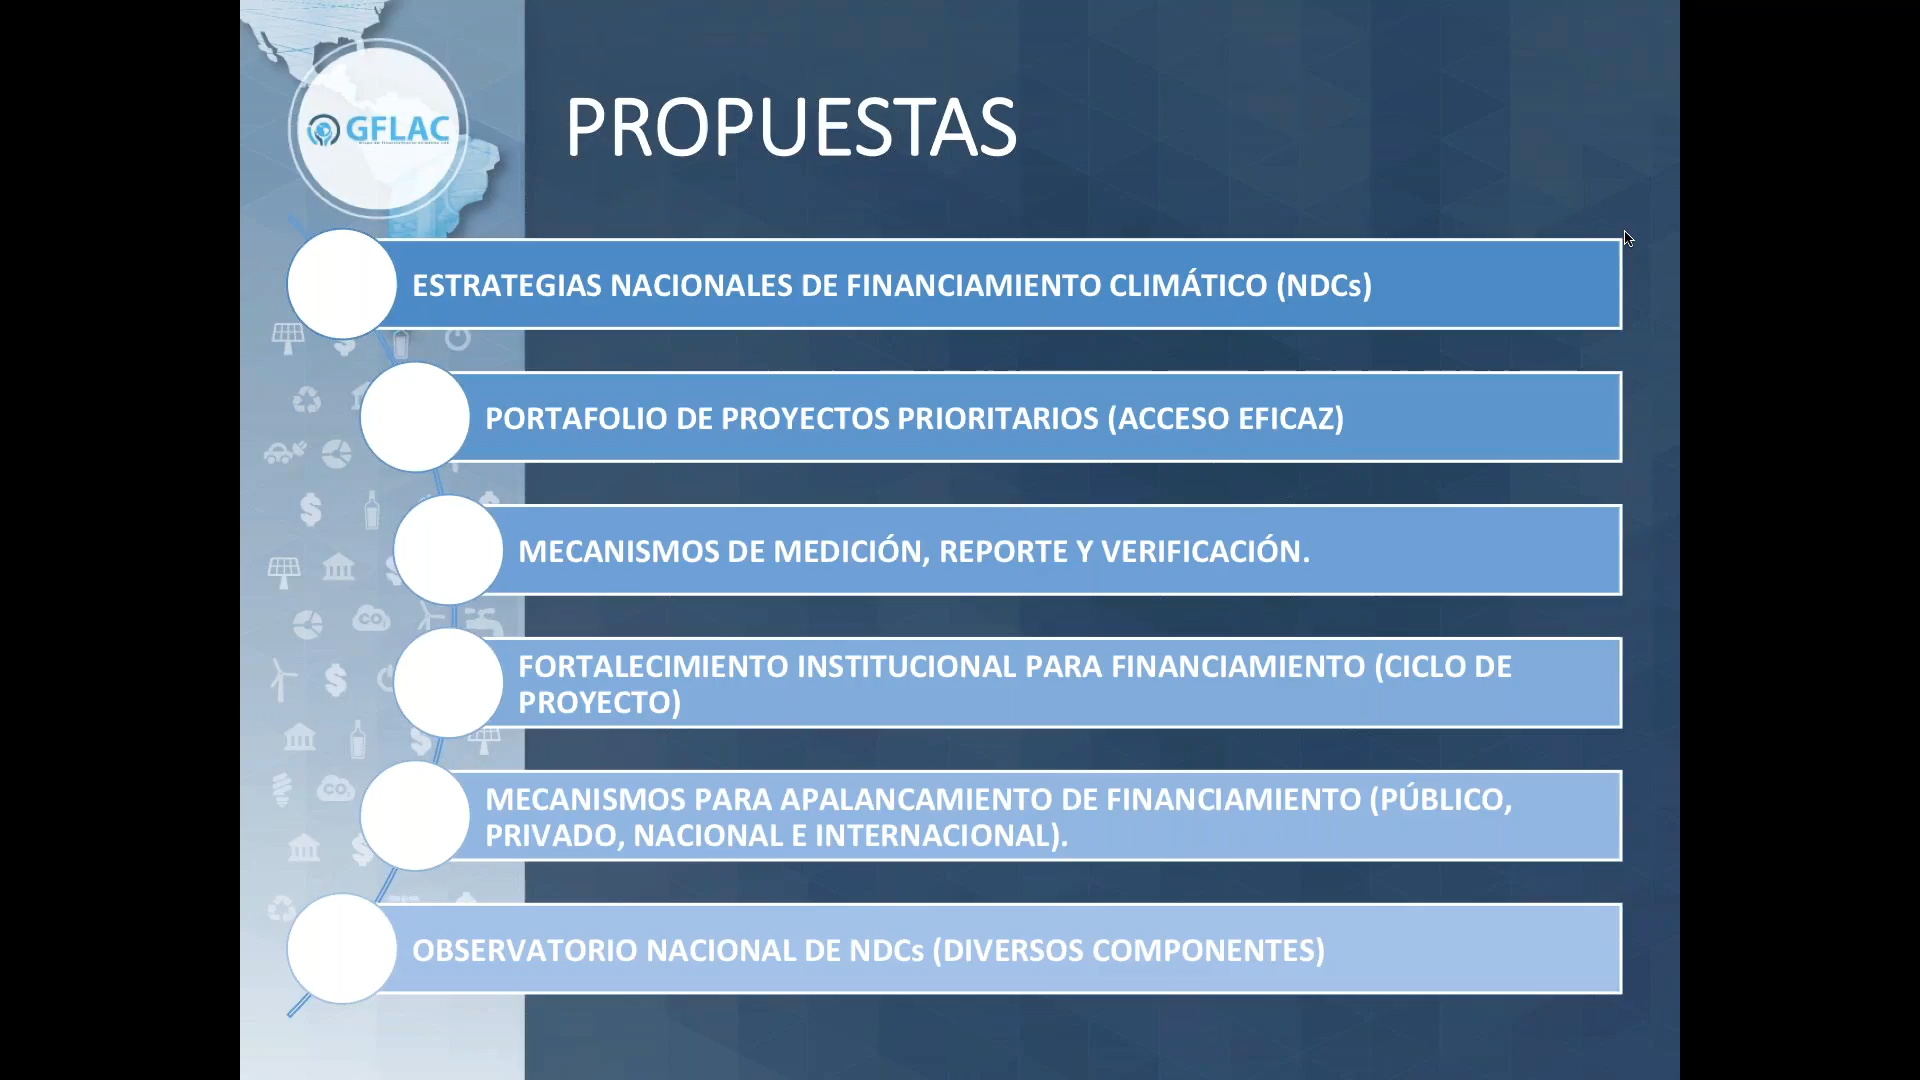 GFLAC
PROPUESTAS
ESTRATEGIAS NACIONALES DE FINANCIAMIENTO CLIMÁTICO (NDCs)
PORTAFOLIO DE PROYECTOS PRIORITARIOS (ACCESO EFICAZ)
MECANISMOS DE MEDICIÓN, REPORTE Y VERIFICACIÓN.
FORTALECIMIENTO INSTITUCIONAL PARA FINANCIAMIENTO (CICLO DE
PROYECTO)
MECANISMOS PARA APALANCAMIENTO DE FINANCIAMIENTO (PÚBLICO,
PRIVADO, NACIONAL E INTERNACIONAL).
OBSERVATORIO NACIONAL DE NDCs (DIVERSOS COMPONENTES)